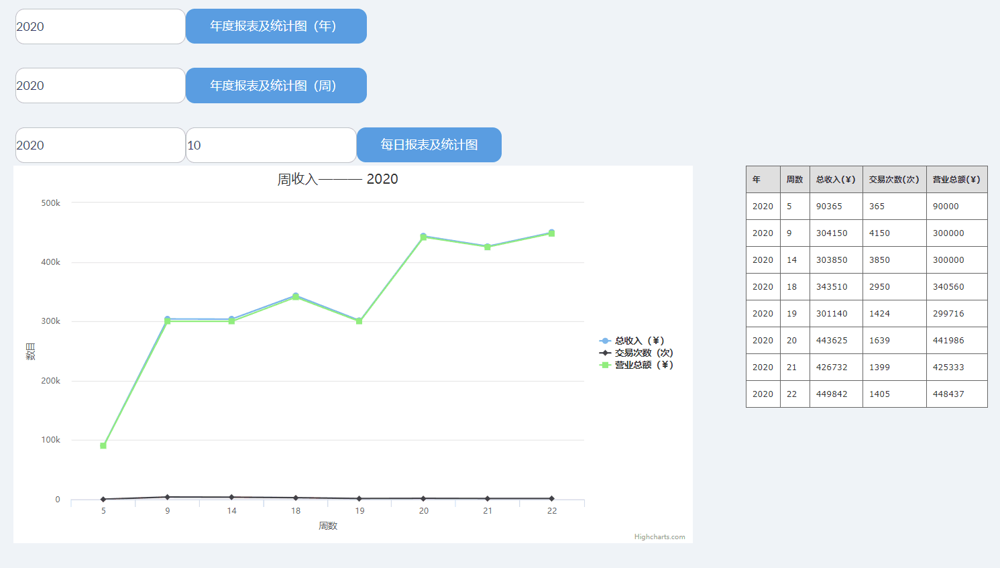 2020 年度报表及统计图（年）
2020 年度报表及统计图（周）
2020 10 每日报表及统计图
周收入——— 2020
500k
400k
300k
200k
100k
0
数目
5 9 14 18 19 20 21 22
周数
总收入（￥）
交易次数（次）
营业总额（￥）
Highcharts.com
年 周数 总收入(￥) 交易次数(次) 营业总额(￥)
2020 5 90365 365 90000
2020 9 304150 4150 300000
2020 14 303850 3850 300000
2020 18 343510 2950 340560
2020 19 301140 1424 299716
2020 20 443625 1639 441986
2020 21 426732 1399 425333
2020 22 449842 1405 448437